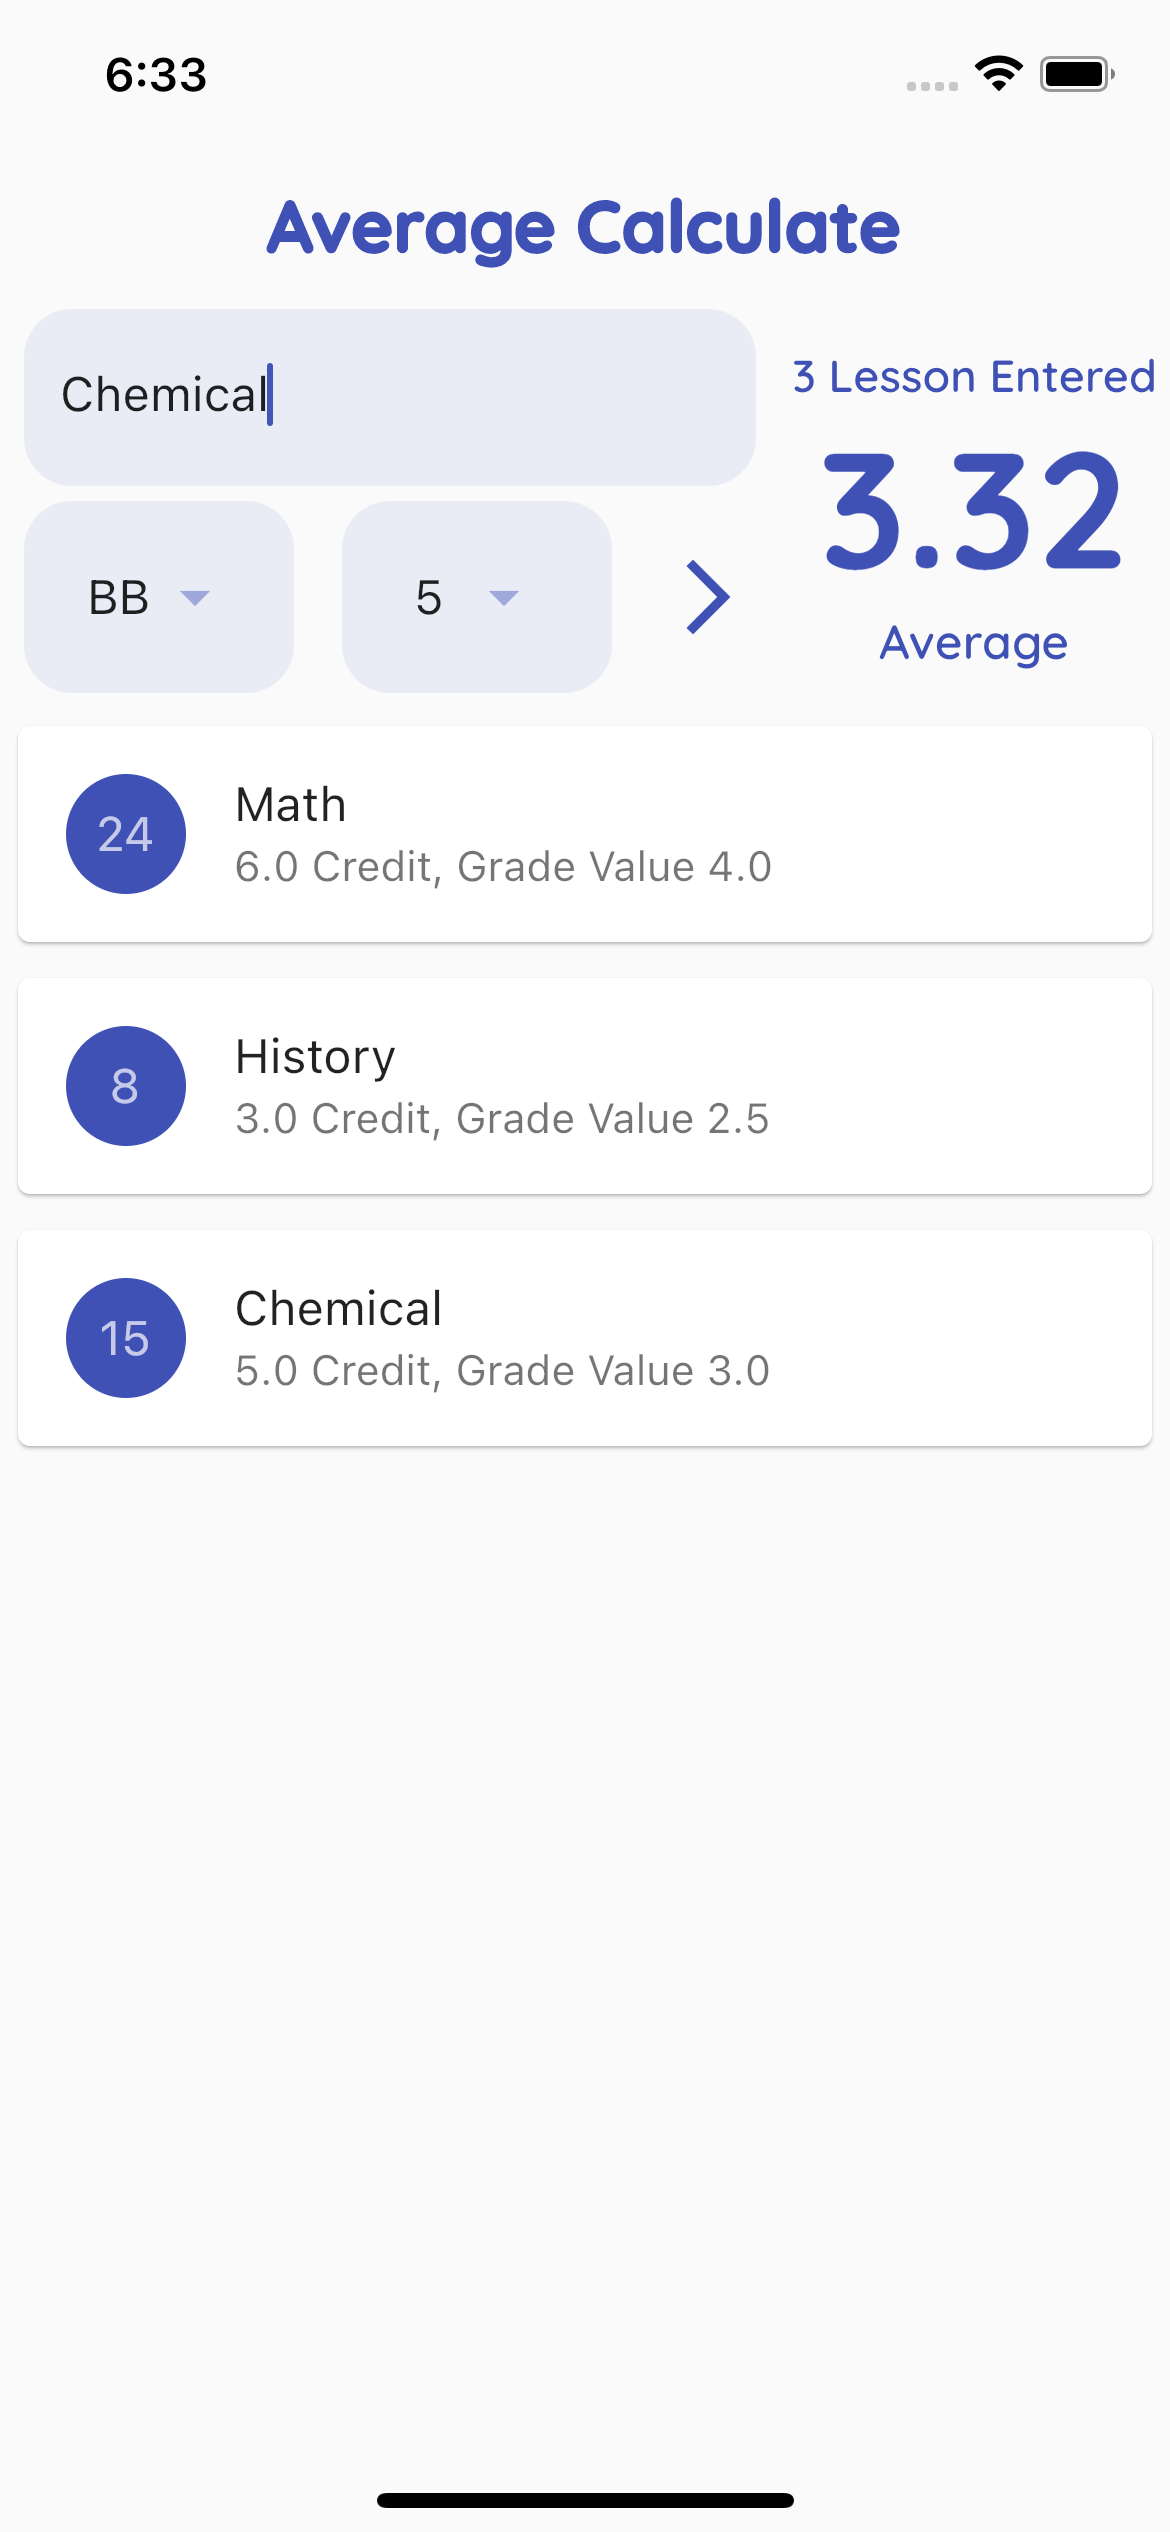 6:33
Average Calculate
Chemical
3 Lesson Entered
3.32
Average
BB
5
24
Math
6.0 Credit, Grade Value 4.0
8
History
3.0 Credit, Grade Value 2.5
15
Chemical
5.0 Credit, Grade Value 3.0